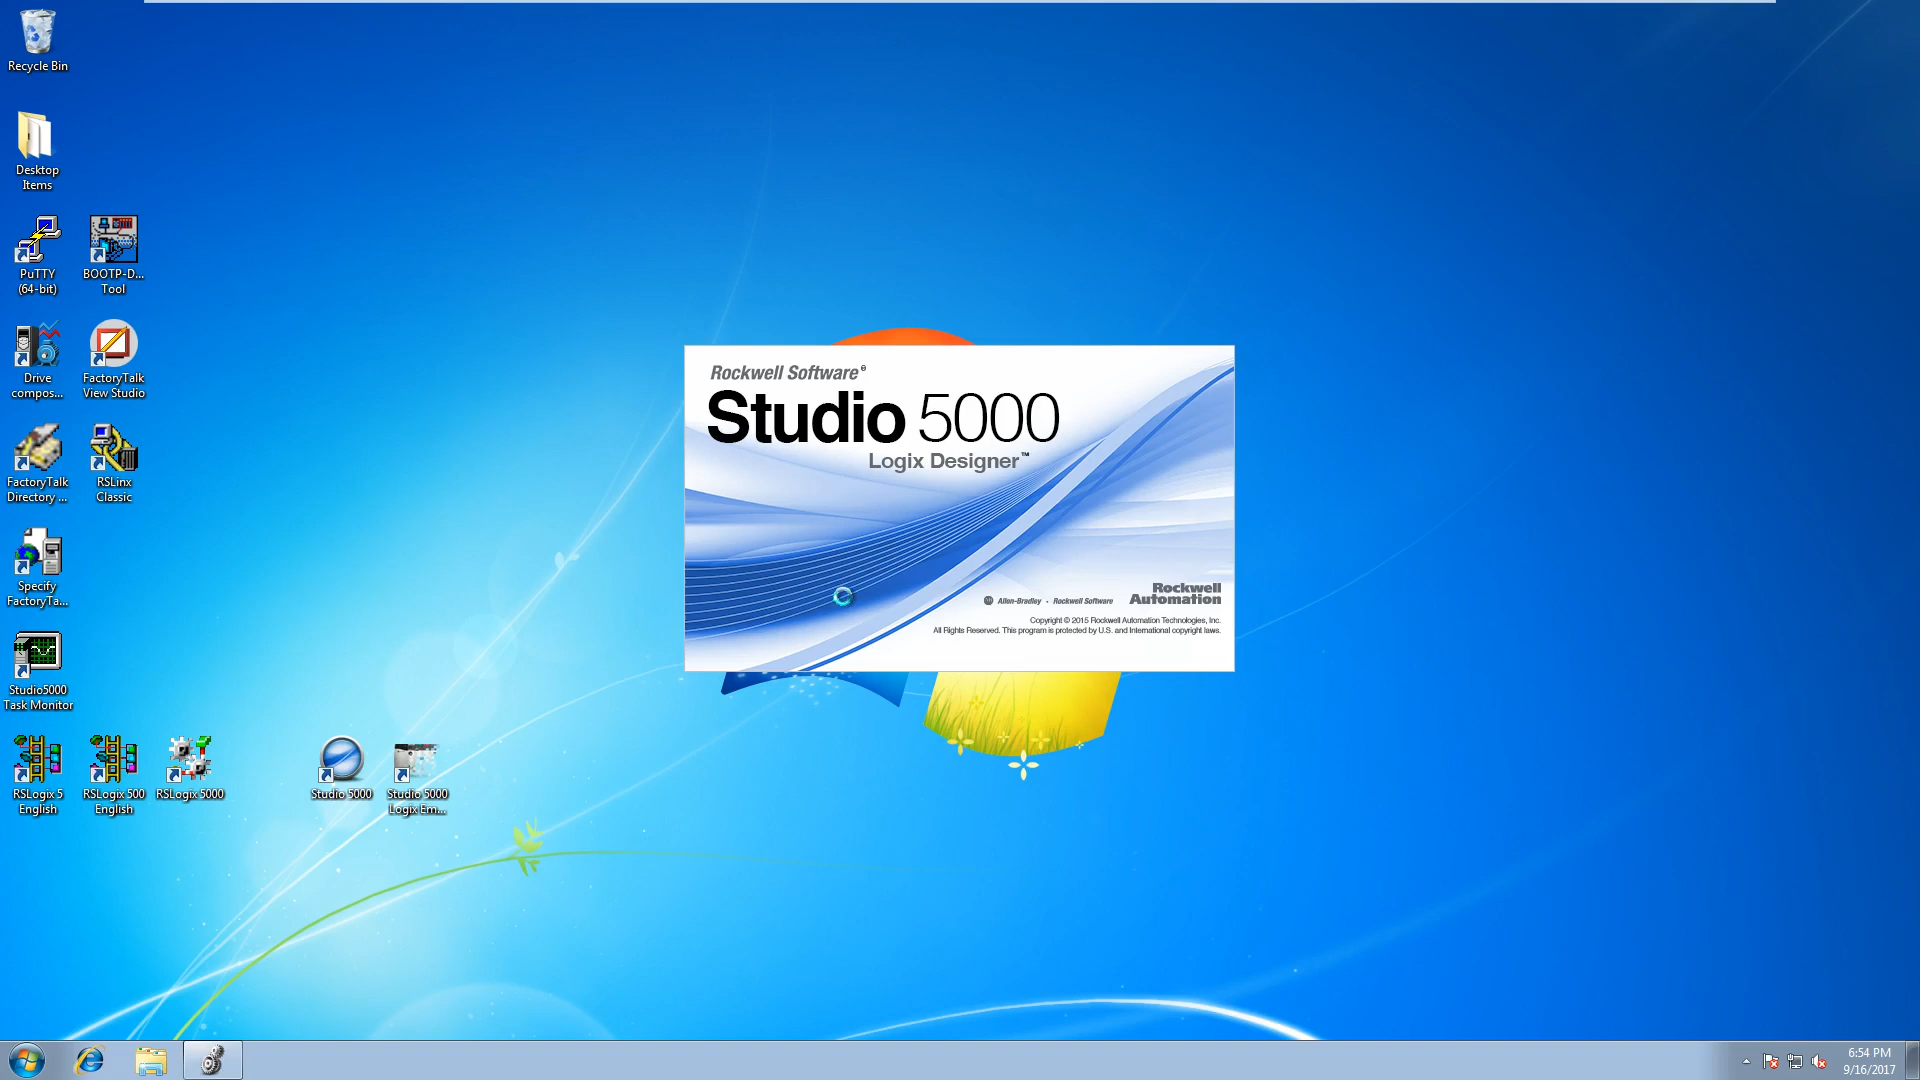 Recycle Bin
Desktop
Items
PuTTY
(64-bit)
BOOTP-D...
Tool
Drive
compos...
FactoryTalk
View Studio
FactoryTalk
Directory ...
RSLinx
Classic
Specify
FactoryTa...
Studio5000
Task Monitor
RSLogix 5
English
RSLogix 500
English
RSLogix 5000
Studio 5000
Studio 5000
Logix Em...
Rockwell Software®
Studio 5000
Logix Designer™
Allen-Bradley • Rockwell Software
Rockwell
Automation
Copyright © 2015 Rockwell Automation Technologies, Inc.
All Rights Reserved. This program is protected by U.S. and International copyright laws.
6:54 PM
9/16/2017